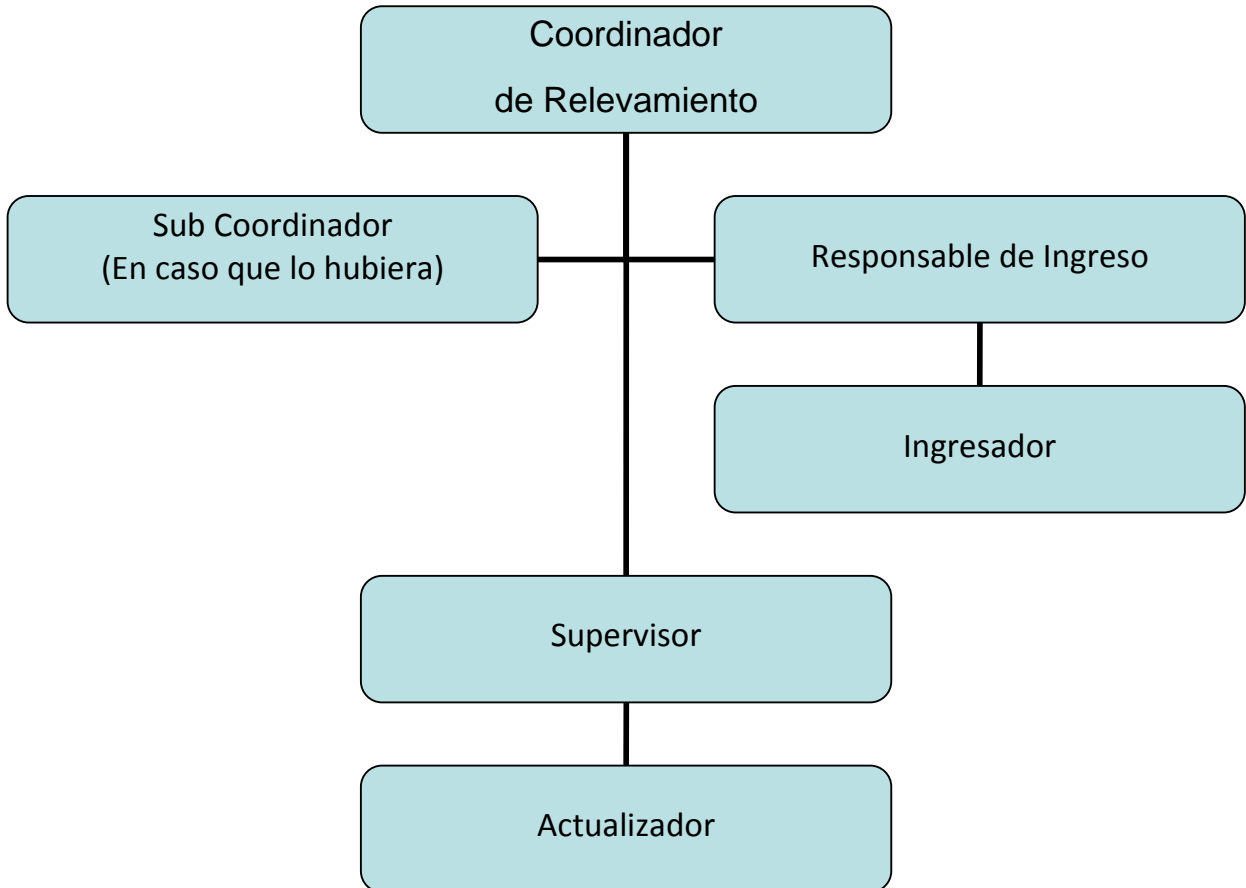 Coordinador
de Relevamiento
Sub Coordinador
(En caso que lo hubiera)
Responsable de Ingreso
Ingresador
Supervisor
Actualizador